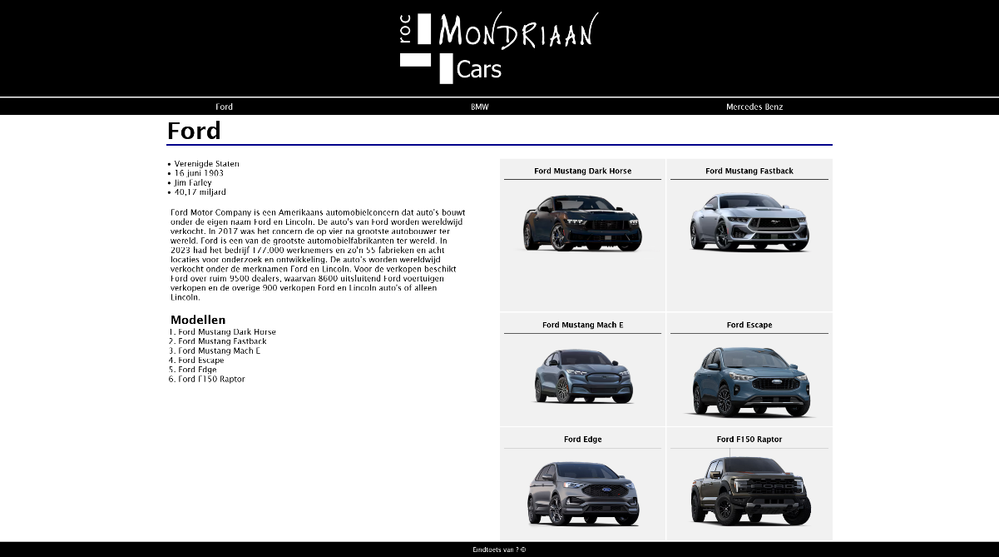 roc MONDRIAAN
Cars
Ford BMW Mercedes Benz
Ford
• Verenigde Staten
• 16 juni 1903
• Jim Farley
• 40,17 miljard
Ford Motor Company is een Amerikaans automobielconcern dat auto's bouwt
onder de eigen naam Ford en Lincoln. De auto's van Ford worden wereldwijd
verkocht. In 2017 was het concern de op vier na grootste autobouwer ter
wereld. Ford is een van de grootste automobielfabrikanten ter wereld. In
2023 had het bedrijf 177.000 werknemers en zo'n 55 fabrieken en acht
locaties voor onderzoek en ontwikkeling. De auto's worden wereldwijd
verkocht onder de merknamen Ford en Lincoln. Voor de verkopen beschikt
Ford over ruim 9500 dealers, waarvan 8600 uitsluitend Ford voertuigen
verkopen en de overige 900 verkopen Ford en Lincoln auto's of alleen
Lincoln.
Modellen
1. Ford Mustang Dark Horse
2. Ford Mustang Fastback
3. Ford Mustang Mach E
4. Ford Escape
5. Ford Edge
6. Ford F150 Raptor
Ford Mustang Dark Horse
Ford Mustang Fastback
Ford Mustang Mach E
Ford Escape
Ford Edge
Ford F150 Raptor
FORD
Eindtoets van ? ©